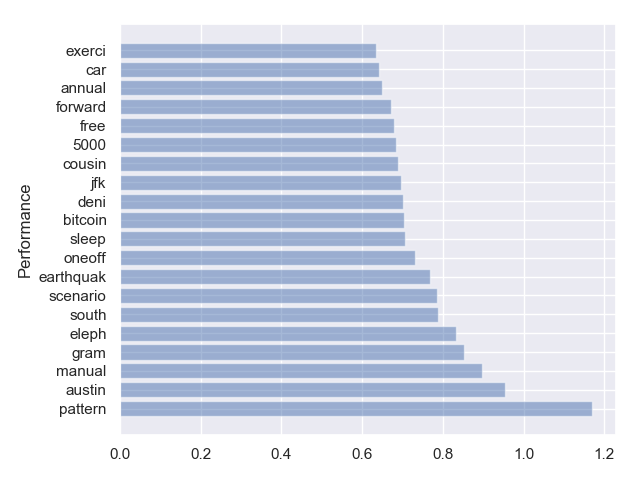 Performance
exerci
car
annual
forward
free
5000
cousin
jfk
deni
bitcoin
sleep
oneoff
earthquak
scenario
south
eleph
gram
manual
austin
pattern
0.0 0.2 0.4 0.6 0.8 1.0 1.2